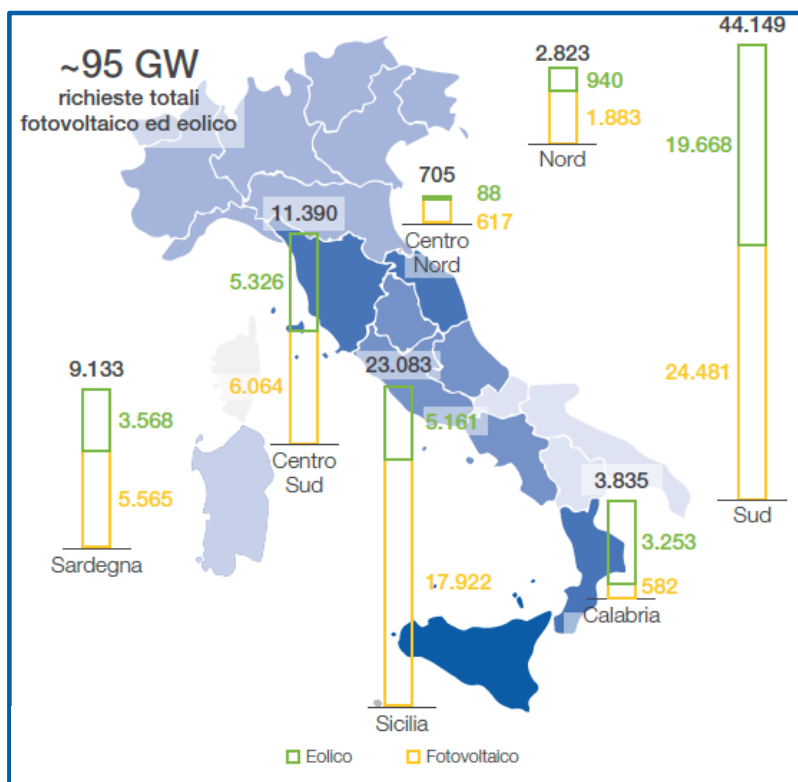 ~95 GW
richieste totali
fotovoltaico ed eolico
2.823
940
1.883
Nord
44.149
19.668
24.481
Sud
705
88
617
Centro
Nord
11.390
5.326
6.064
Centro
Sud
9.133
3.568
5.565
Sardegna
23.083
5.161
17.922
Sicilia
3.835
3.253
582
Calabria
Eolico
Fotovoltaico